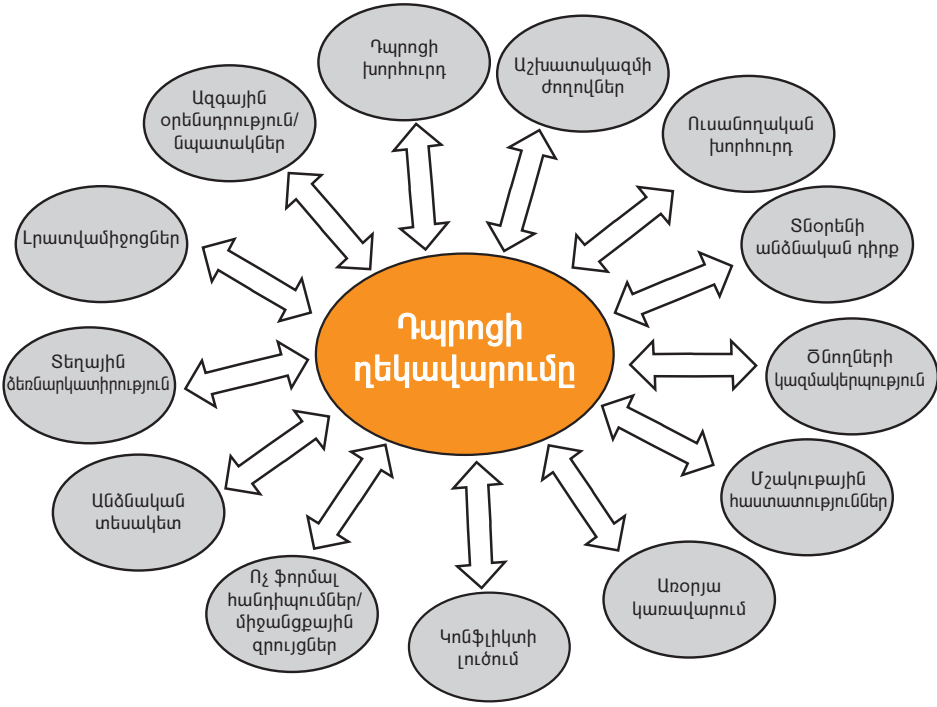 Դպրոցի
խորհուրդ
Աշխատակազմի
ժողովներ
Ուսանողական
խորհուրդ
Տնօրենի
անձնական դիրք
Ծնողների
կազմակերպություն
Մշակութային
հաստատություններ
Առօրյա
կառավարում
Կոնֆլիկտի
լուծում
Ոչ ֆորմալ
հանդիպումներ/
միջանցքային
զրույցներ
Անձնական
տեսակետ
Տեղային
ձեռնարկատիրություն
Լրատվամիջոցներ
Ազգային
օրենսդրություն/
նպատակներ
Դպրոցի
ղեկավարումը